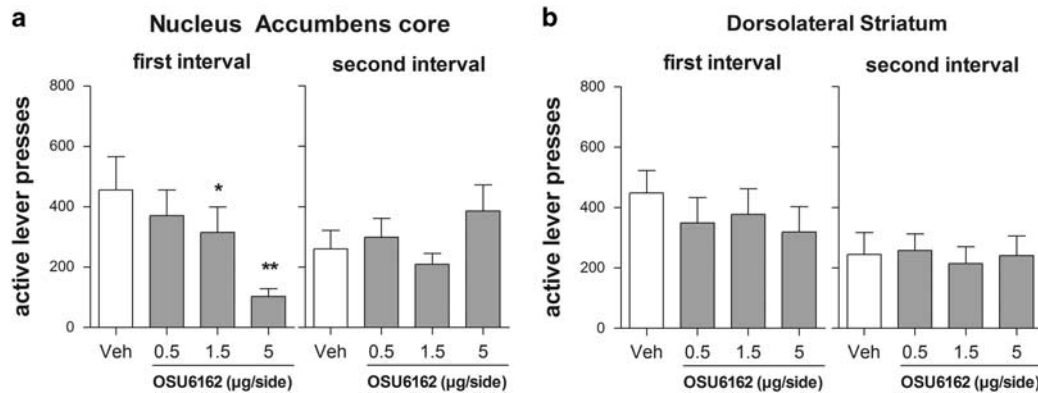 a
Nucleus Accumbens core
first interval
second interval
active lever presses
800
600
400
200
0
*
**
Veh
0.5
1.5
5
OSU6162 (µg/side)
Veh
0.5
1.5
5
OSU6162 (µg/side)
b
Dorsolateral Striatum
first interval
second interval
active lever presses
800
600
400
200
0
Veh
0.5
1.5
5
OSU6162 (µg/side)
Veh
0.5
1.5
5
OSU6162 (µg/side)